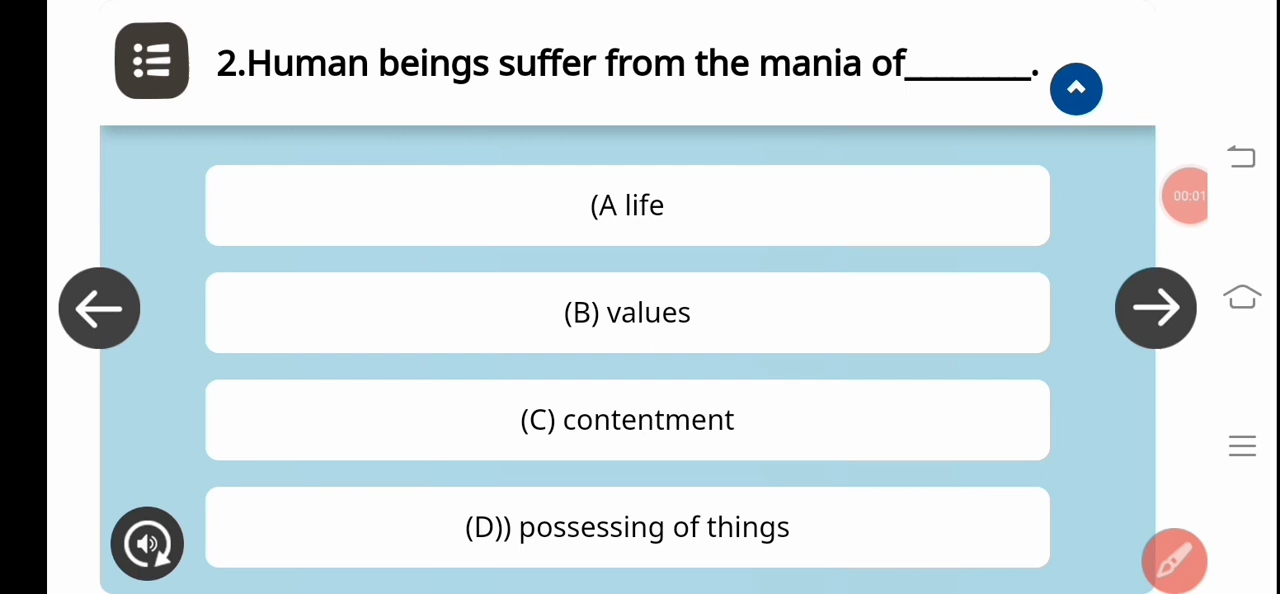 2.Human beings suffer from the mania of________.
(A life
(B) values
(C) contentment
(D)) possessing of things
00:01